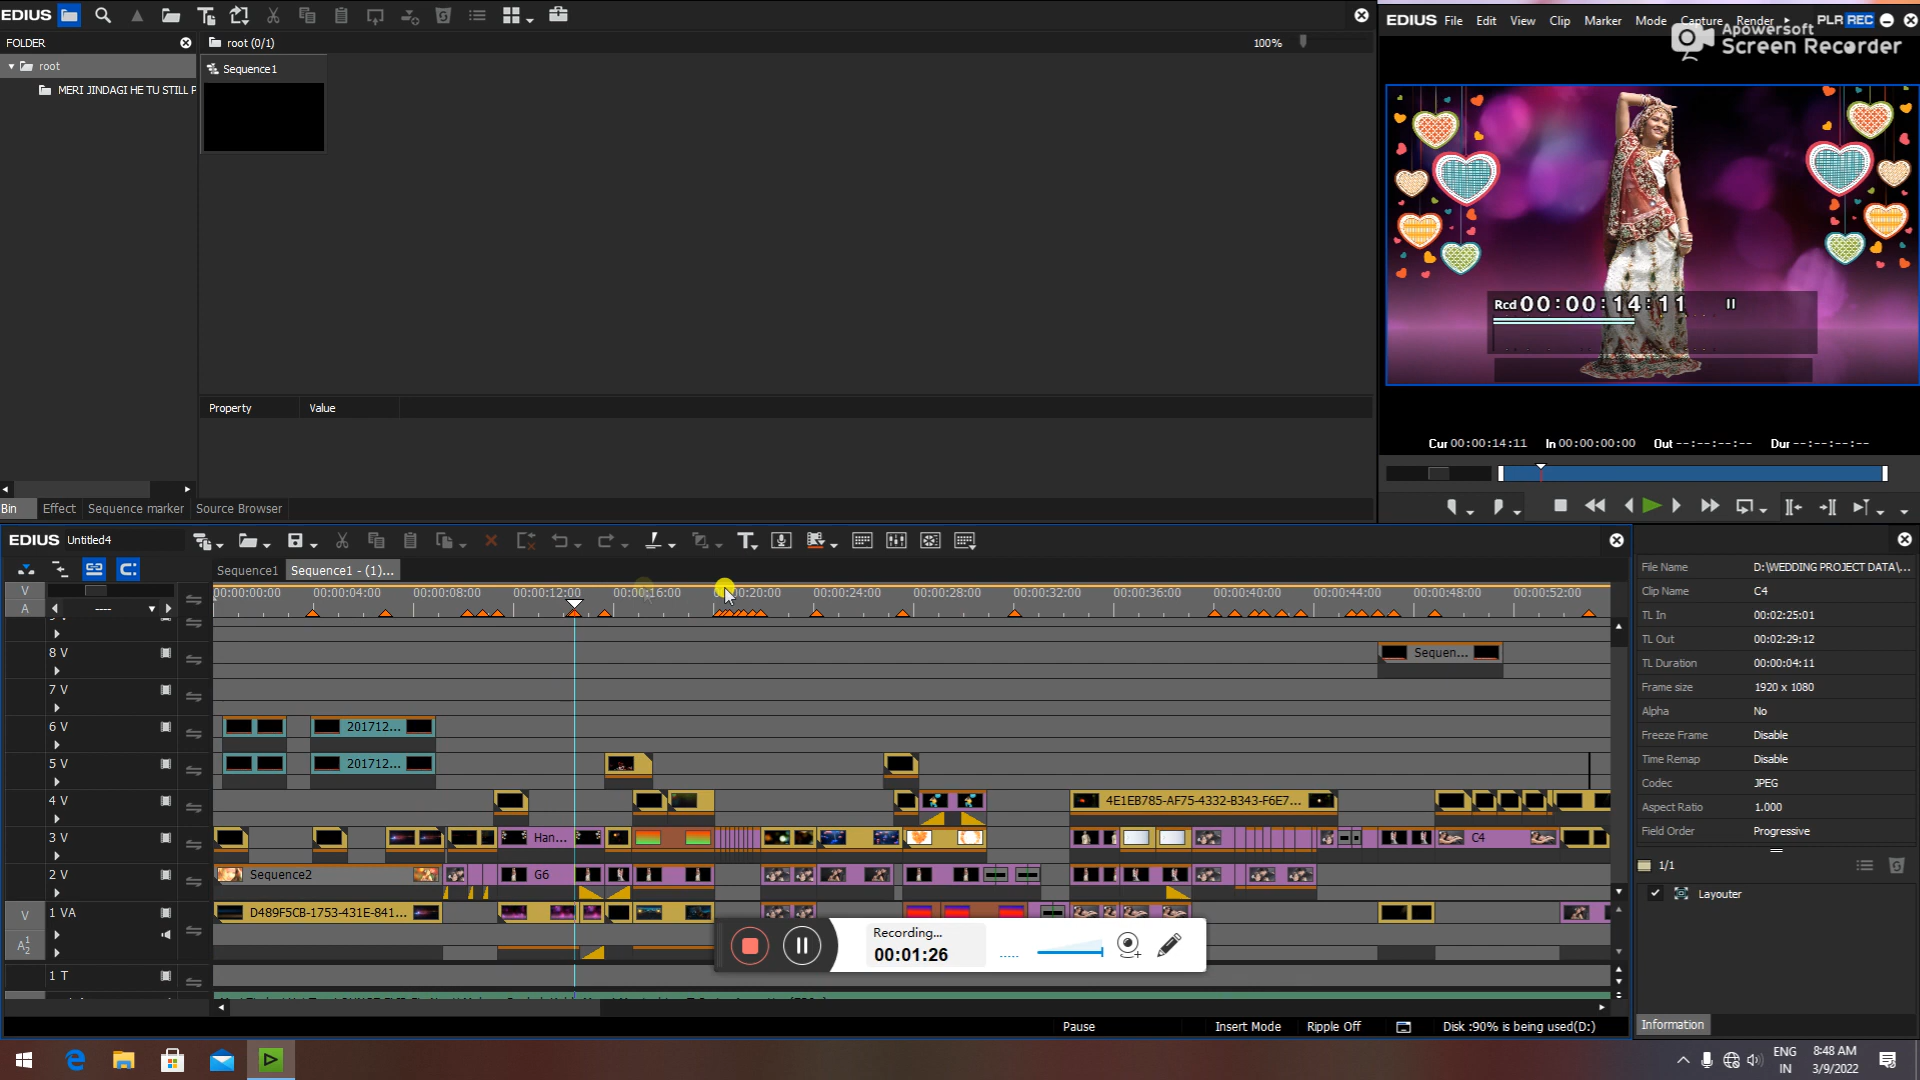 EDIUS
FOLDER
root (0/1)
100%
root
Sequence1
MERI JINDAGI HE TU STILL P
Property Value
Bin Effect Sequence marker Source Browser
EDIUS File Edit View Clip Marker Mode Capture Render PLR REC
Apowersoft
Screen Recorder
Rcd 00:00:14:11
Cur 00:00:14:11 In 00:00:00:00 Out --:--:--:-- Dur --:--:--:--
EDIUS Untitled4
Sequence1 Sequence1 - (1)...
V
A ----
00:00:00:00 00:00:04:00 00:00:08:00 00:00:12:00 00:00:16:00 00:00:20:00 00:00:24:00 00:00:28:00 00:00:32:00 00:00:36:00 00:00:40:00 00:00:44:00 00:00:48:00 00:00:52:00
8 V Sequen...
7 V
6 V 201712...
5 V 201712...
4 V 4E1EB785-AF75-4332-B343-F6E7...
3 V Han... C4
2 V Sequence2 G6
V 1 VA D489F5CB-1753-431E-841...
A 1 2
1 T
Recording...
00:01:26
Pause Insert Mode Ripple Off Disk :90% is being used(D:)
File Name D:\WEDDING PROJECT DATA\...
Clip Name C4
TL In 00:02:25:01
TL Out 00:02:29:12
TL Duration 00:00:04:11
Frame size 1920 x 1080
Alpha No
Freeze Frame Disable
Time Remap Disable
Codec JPEG
Aspect Ratio 1.000
Field Order Progressive
1/1
Layouter
Information
ENG
IN
8:48 AM
3/9/2022